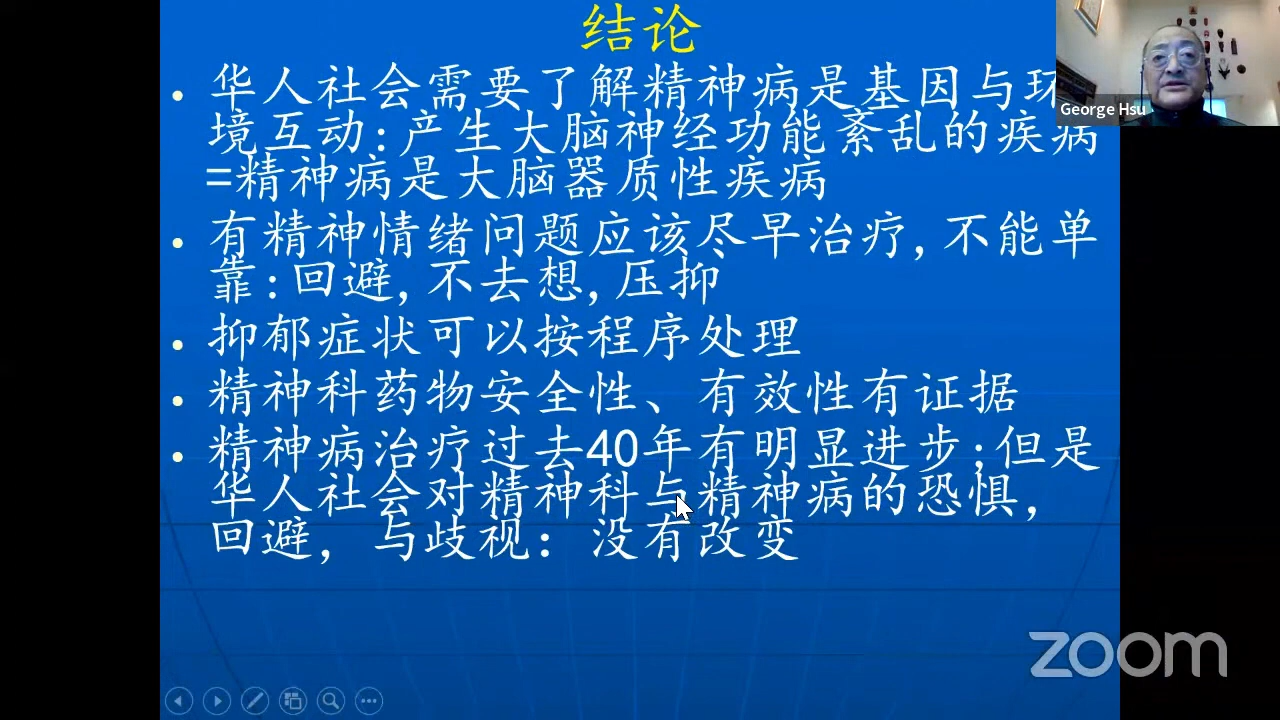 结论
华人社会需要了解精神病是基因与环
境互动:产生大脑神经功能紊乱的疾病
=精神病是大脑器质性疾病
有精神情绪问题应该尽早治疗,不能单
靠:回避,不去想,压抑
抑郁症状可以按程序处理
精神科药物安全性、有效性有证据
精神病治疗过去40年有明显进步;但是
华人社会对精神科与精神病的恐惧,
回避, 与歧视: 没有改变
George Hsu
zoom